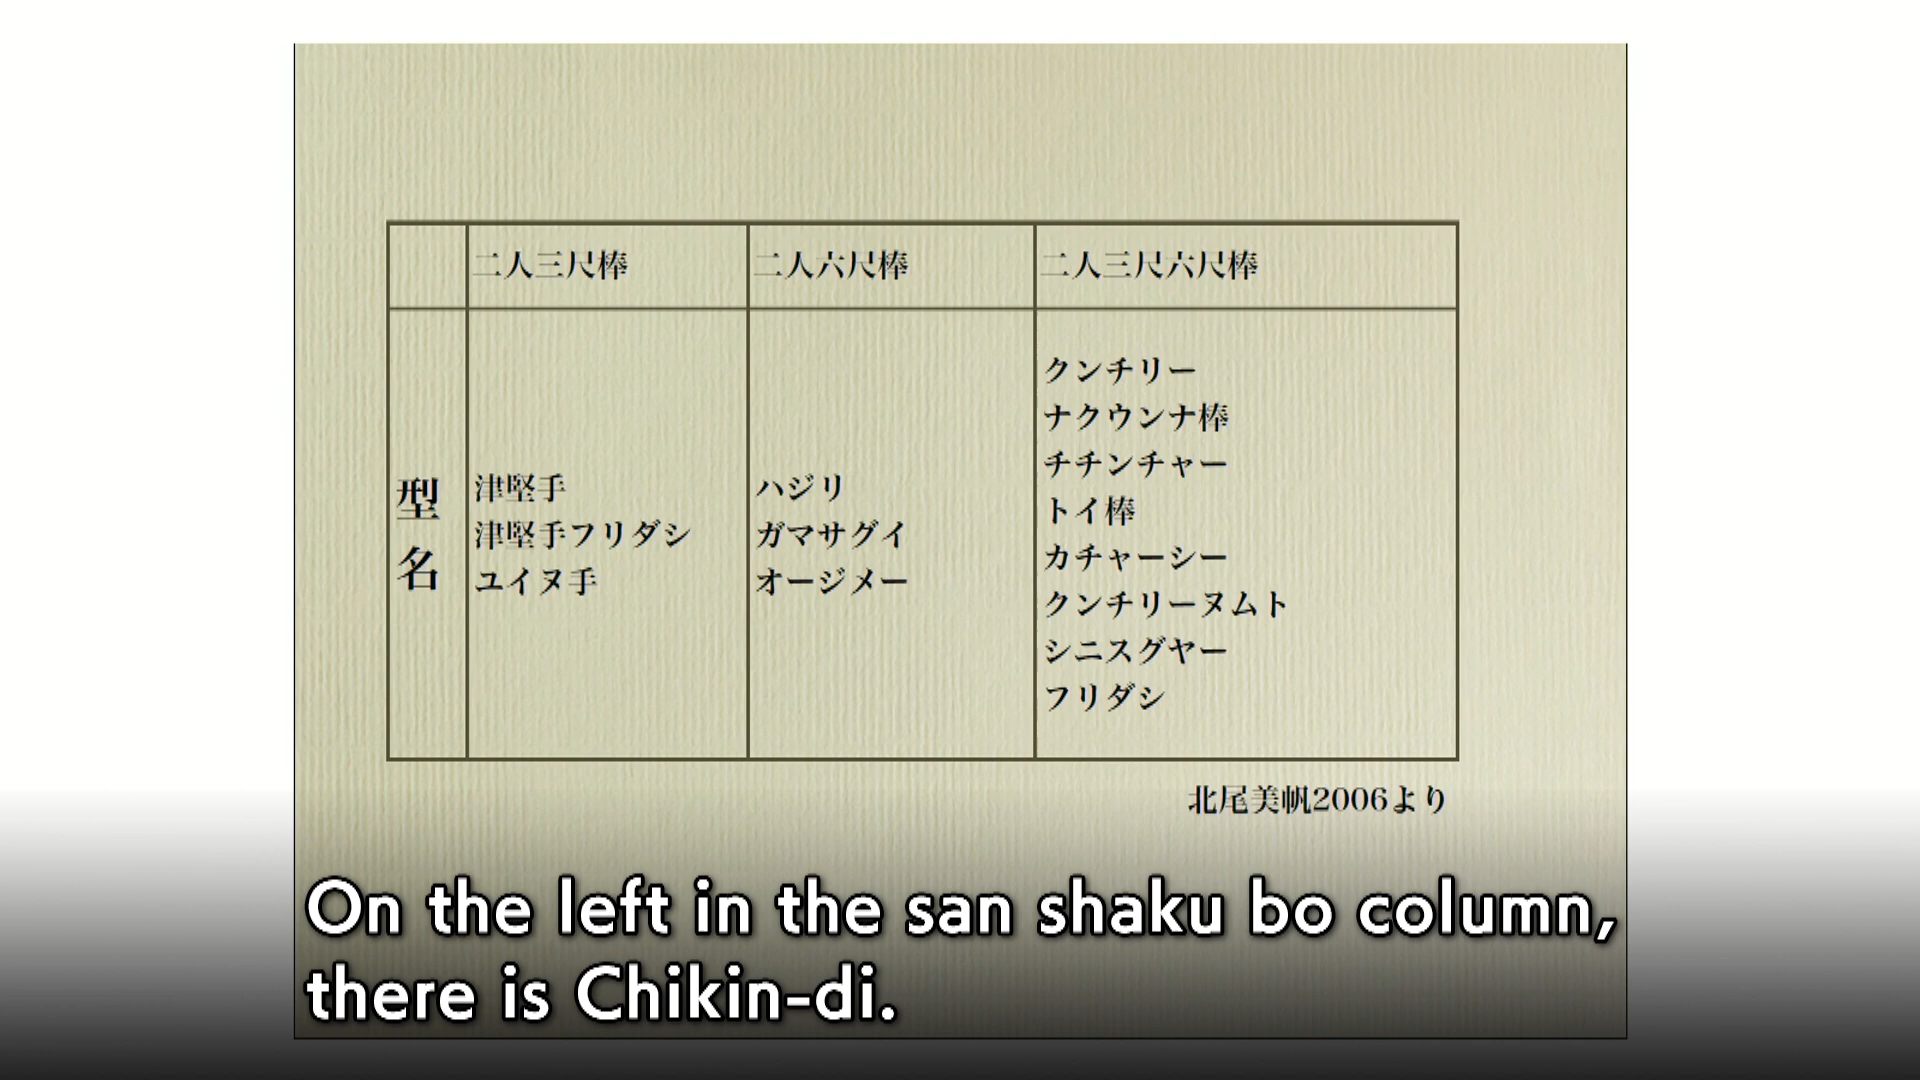 二人三尺棒
二人六尺棒
二人三尺六尺棒
型名
津堅手
津堅手フリダシ
ユイヌ手
ハジリ
ガマサグイ
オージメー
クンチリー
ナクウンナ棒
チチンチャー
トイ棒
カチャーシー
クンチリーヌムト
シニスグヤー
フリダシ
北尾美帆2006より
On the left in the san shaku bo column,
there is Chikin-di.